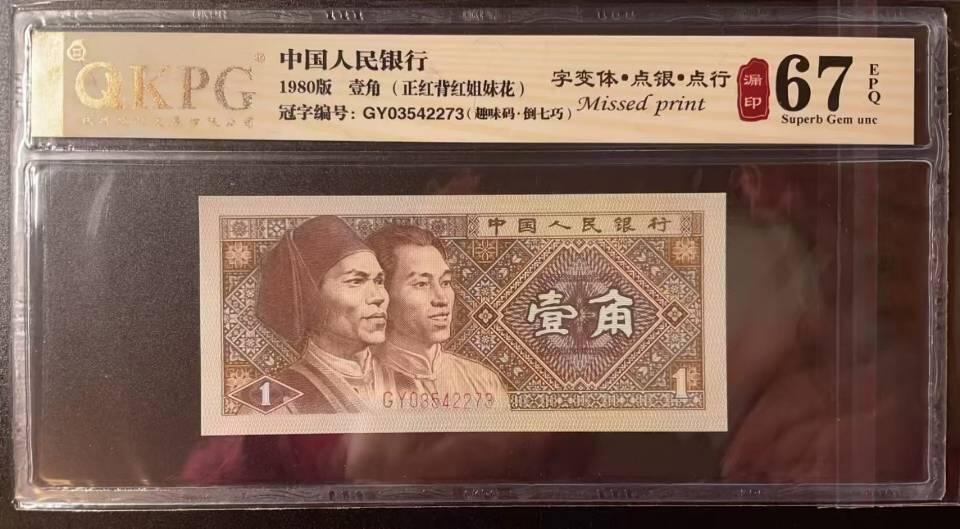 QKPG
中国人民银行
1980版 壹角 （正红背红姐妹花）
冠字编号: GY03542273（趣味码·倒七巧）
字变体·点银·点行
Missed print
漏印
67
EPQ
Superb Gem unc
中国人民银行
壹角
1
GY03542273
1